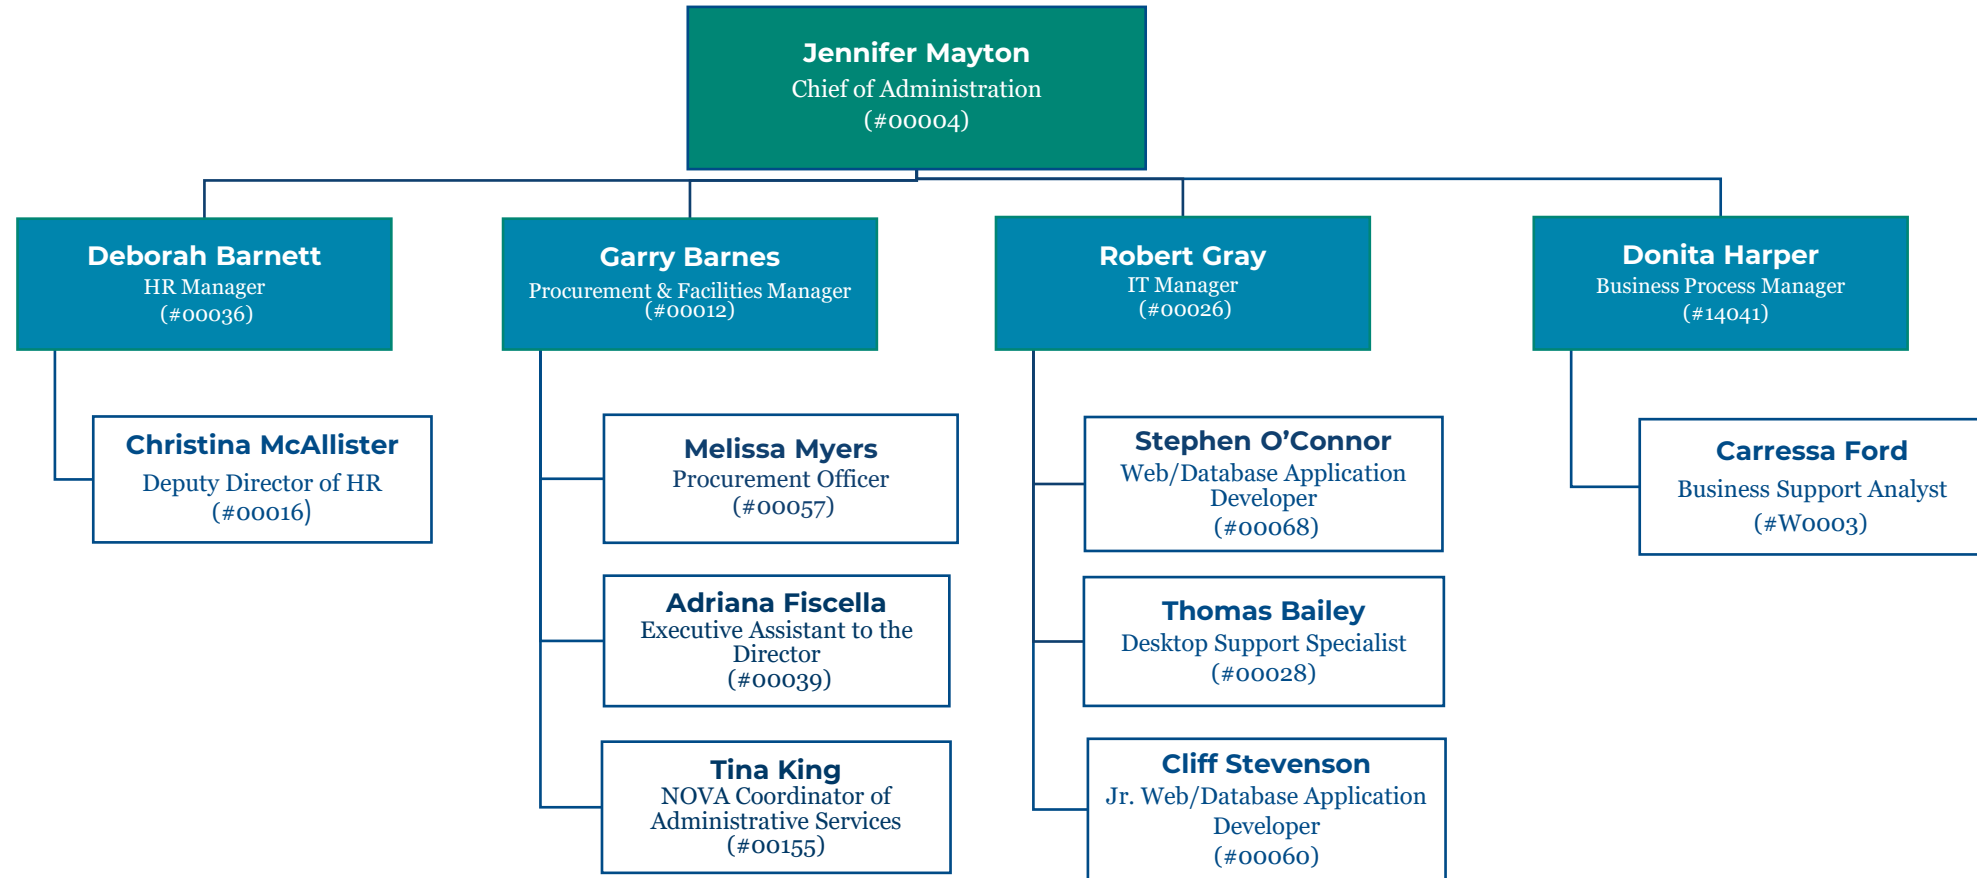 Jennifer Mayton
Chief of Administration
(#00004)
Deborah Barnett
HR Manager
(#00036)
Garry Barnes
Procurement & Facilities Manager
(#00012)
Robert Gray
IT Manager
(#00026)
Donita Harper
Business Process Manager
(#14041)
Christina McAllister
Deputy Director of HR
(#00016)
Melissa Myers
Procurement Officer
(#00057)
Adriana Fiscella
Executive Assistant to the
Director
(#00039)
Tina King
NOVA Coordinator of
Administrative Services
(#00155)
Stephen O’Connor
Web/Database Application
Developer
(#00068)
Thomas Bailey
Desktop Support Specialist
(#00028)
Cliff Stevenson
Jr. Web/Database Application
Developer
(#00060)
Carressa Ford
Business Support Analyst
(#W0003)